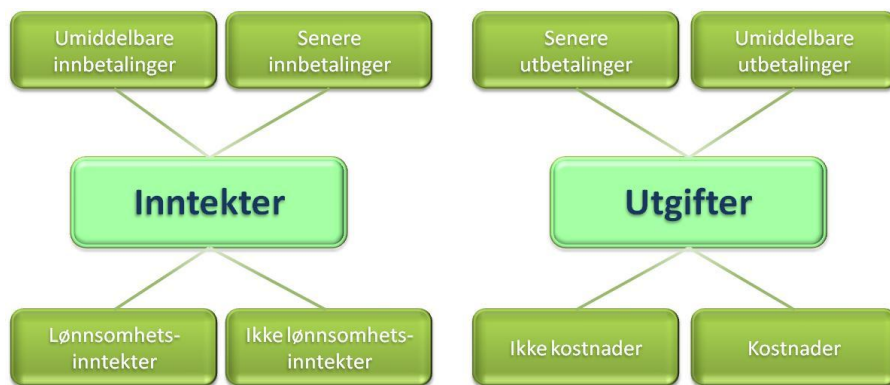 Umiddelbare
innbetalinger
Senere
innbetalinger
Senere
utbetalinger
Umiddelbare
utbetalinger
Inntekter
Utgifter
Lønnsomhets-
inntekter
Ikke lønnsomhets-
inntekter
Ikke kostnader
Kostnader